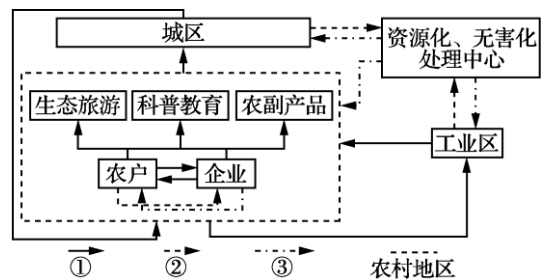 城区
资源化、无害化
处理中心
生态旅游
科普教育
农副产品
农户
企业
工业区
①
②
③
农村地区